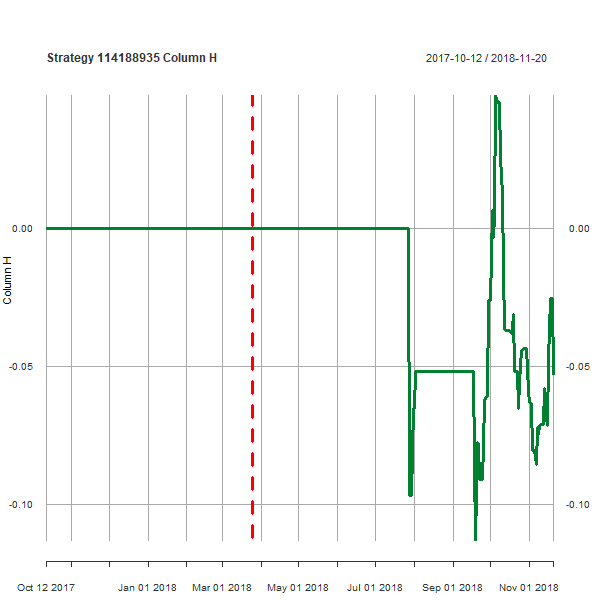 Strategy 114188935 Column H 2017-10-12 / 2018-11-20
0.00 0.00
Column H
-0.05 -0.05
-0.10 -0.10
Oct 12 2017 Jan 01 2018 Mar 01 2018 May 01 2018 Jul 01 2018 Sep 01 2018 Nov 01 2018